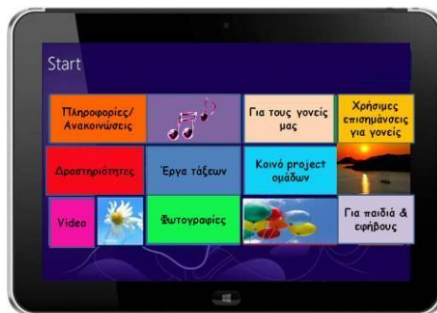 Start
Πληροφορίες/
Ανακοινώσεις
Για τους γονείς
μας
Χρήσιμες
επισημάνσεις
για γονείς
Δροστηριότητες
Έργα τάξεων
Κοινό project
ομάδων
Video
Φωτογραφίες
Για παιδιά &
εφήβους